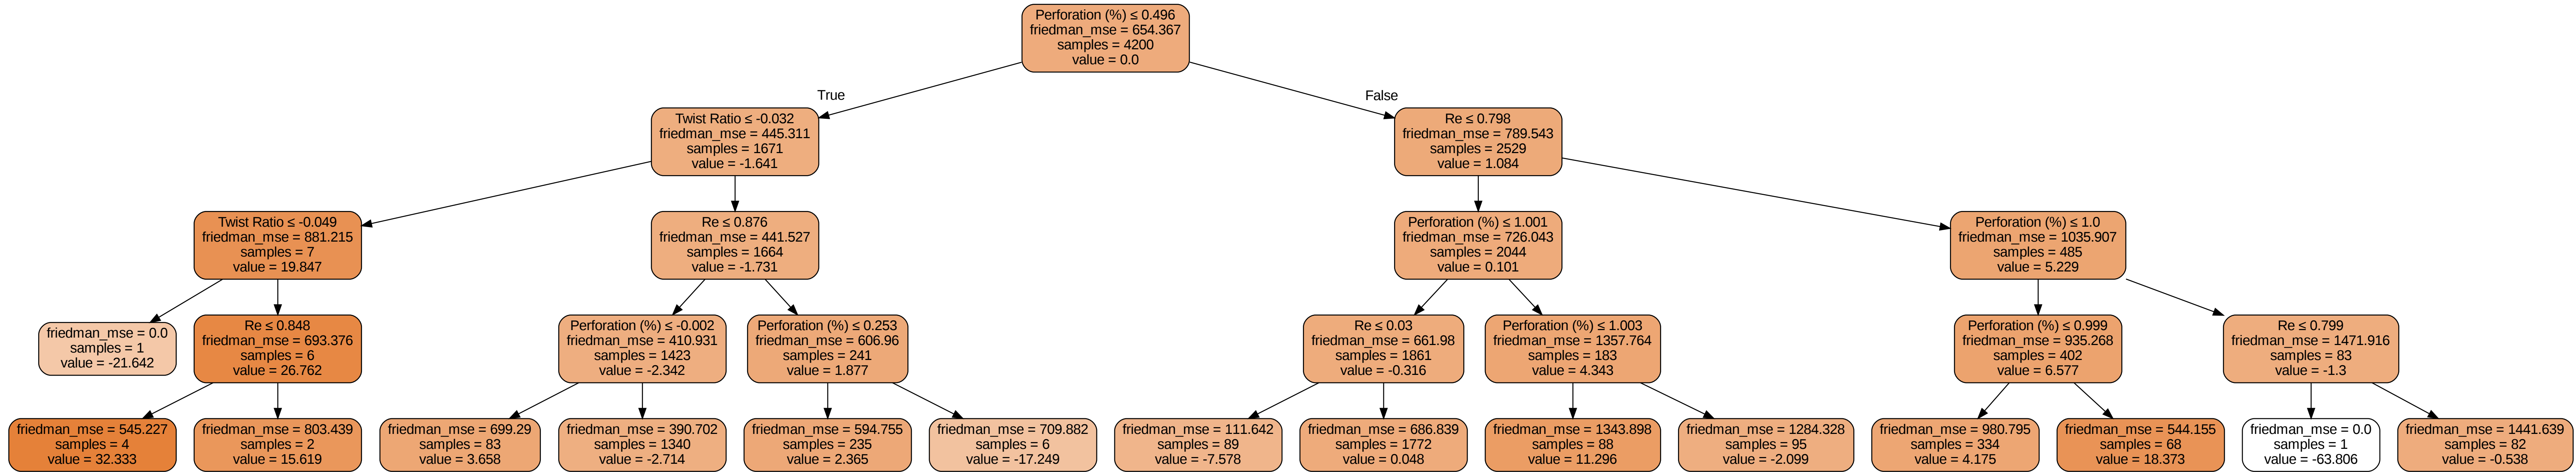 Perforation (%) ≤ 0.496
friedman_mse = 654.367
samples = 4200
value = 0.0
True
False
Twist Ratio ≤ -0.032
friedman_mse = 445.311
samples = 1671
value = -1.641
Re ≤ 0.798
friedman_mse = 789.543
samples = 2529
value = 1.084
Twist Ratio ≤ -0.049
friedman_mse = 881.215
samples = 7
value = 19.847
Re ≤ 0.876
friedman_mse = 441.527
samples = 1664
value = -1.731
Perforation (%) ≤ 1.001
friedman_mse = 726.043
samples = 2044
value = 0.101
Perforation (%) ≤ 1.0
friedman_mse = 1035.907
samples = 485
value = 5.229
friedman_mse = 0.0
samples = 1
value = -21.642
Re ≤ 0.848
friedman_mse = 693.376
samples = 6
value = 26.762
Perforation (%) ≤ -0.002
friedman_mse = 410.931
samples = 1423
value = -2.342
Perforation (%) ≤ 0.253
friedman_mse = 606.96
samples = 241
value = 1.877
Re ≤ 0.03
friedman_mse = 661.98
samples = 1861
value = -0.316
Perforation (%) ≤ 1.003
friedman_mse = 1357.764
samples = 183
value = 4.343
Perforation (%) ≤ 0.999
friedman_mse = 935.268
samples = 402
value = 6.577
Re ≤ 0.799
friedman_mse = 1471.916
samples = 83
value = -1.3
friedman_mse = 545.227
samples = 4
value = 32.333
friedman_mse = 803.439
samples = 2
value = 15.619
friedman_mse = 699.29
samples = 83
value = 3.658
friedman_mse = 390.702
samples = 1340
value = -2.714
friedman_mse = 594.755
samples = 235
value = 2.365
friedman_mse = 709.882
samples = 6
value = -17.249
friedman_mse = 111.642
samples = 89
value = -7.578
friedman_mse = 686.839
samples = 1772
value = 0.048
friedman_mse = 1343.898
samples = 88
value = 11.296
friedman_mse = 1284.328
samples = 95
value = -2.099
friedman_mse = 980.795
samples = 334
value = 4.175
friedman_mse = 544.155
samples = 68
value = 18.373
friedman_mse = 0.0
samples = 1
value = -63.806
friedman_mse = 1441.639
samples = 82
value = -0.538